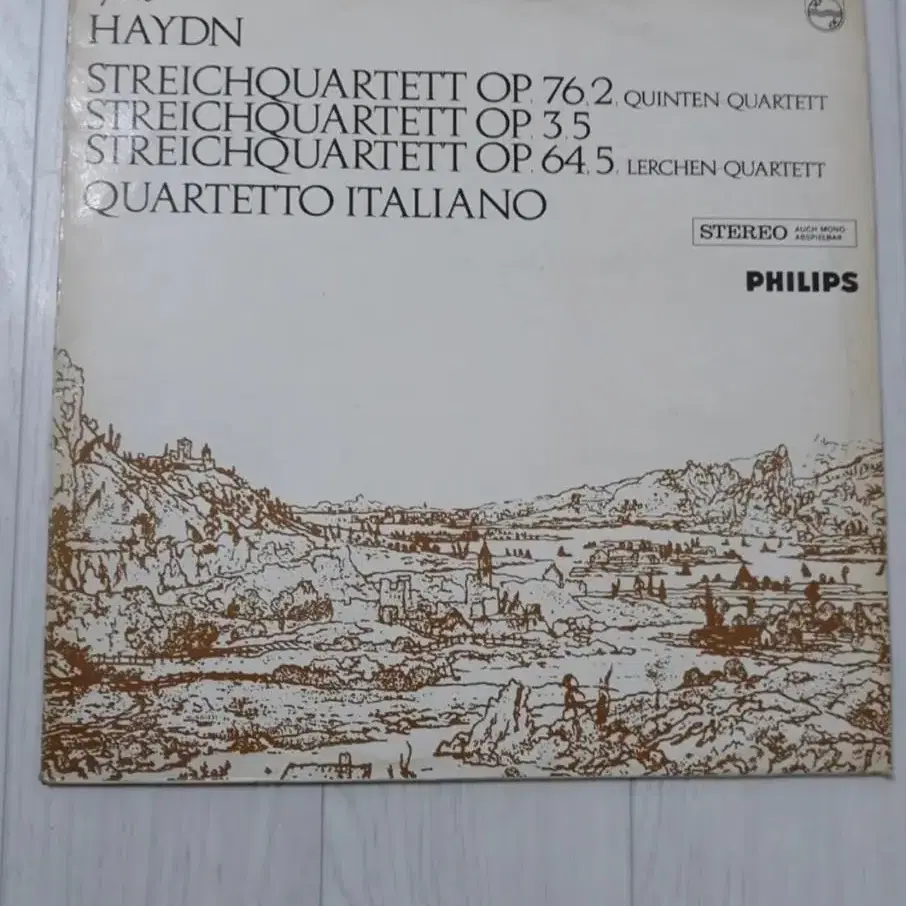 HAYDN
STREICHQUARTETT OP. 76,2, QUINTEN QUARTETT
STREICHQUARTETT OP. 3,5
STREICHQUARTETT OP. 64,5, LERCHEN-QUARTETT
QUARTETTO ITALIANO
STEREO AUCH MONO ABSPIELBAR
PHILIPS